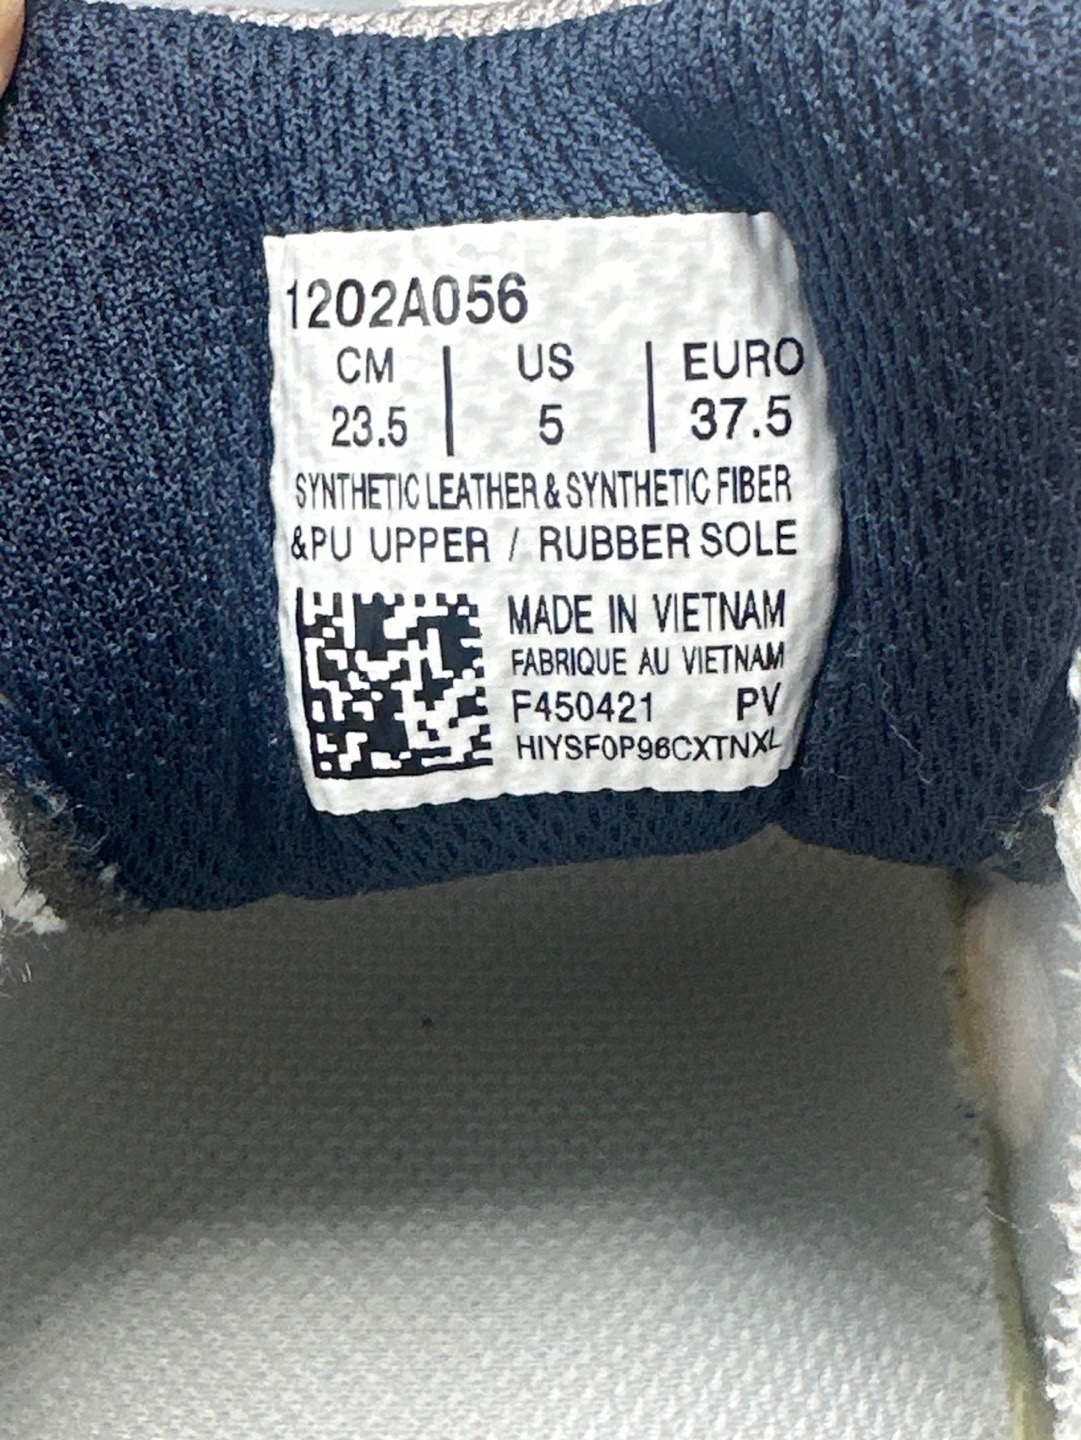 1202A056
CM | US | EURO
23.5 | 5 | 37.5
SYNTHETIC LEATHER & SYNTHETIC FIBER
&PU UPPER / RUBBER SOLE
MADE IN VIETNAM
FABRIQUE AU VIETNAM
F450421 PV
HIYSF0P96CXTNXL